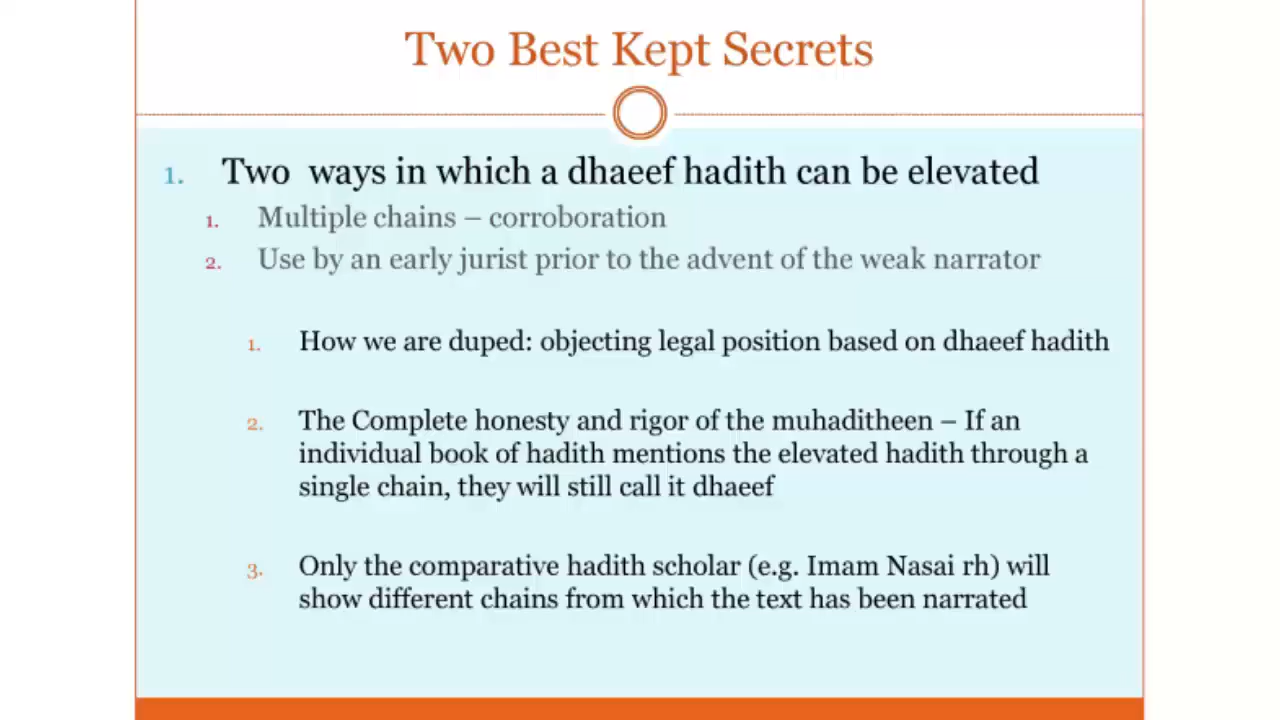 Two Best Kept Secrets
1. Two ways in which a dhaeef hadith can be elevated
1. Multiple chains – corroboration
2. Use by an early jurist prior to the advent of the weak narrator
1. How we are duped: objecting legal position based on dhaeef hadith
2. The Complete honesty and rigor of the muhaditheen – If an
individual book of hadith mentions the elevated hadith through a
single chain, they will still call it dhaeef
3. Only the comparative hadith scholar (e.g. Imam Nasai rh) will
show different chains from which the text has been narrated